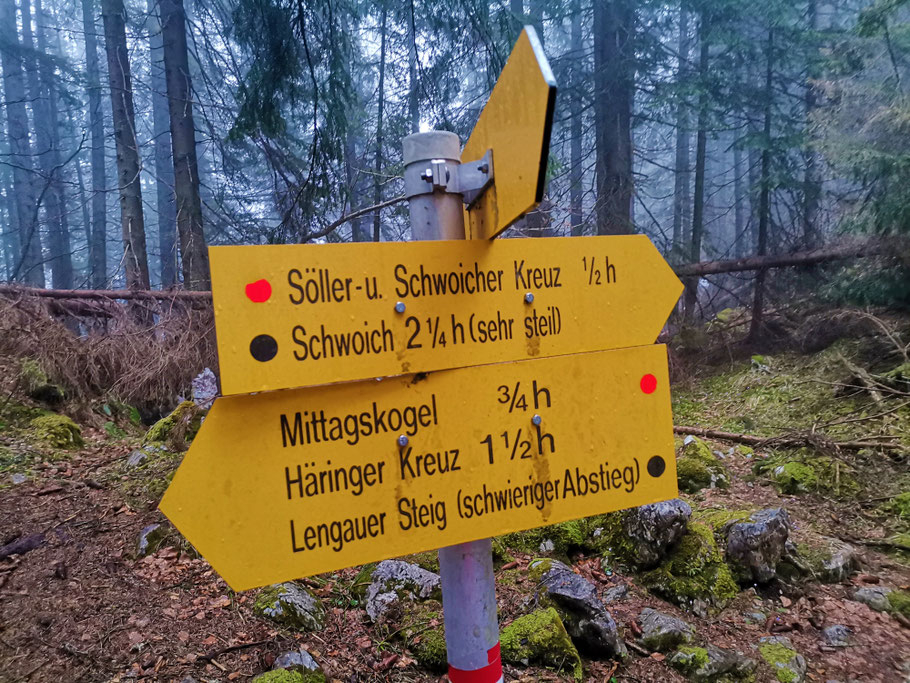 Söller-u. Schwoicher Kreuz ½ h
Schwoich 2 ¼ h (sehr steil)
Mittagskogel ¾ h
Häringer Kreuz 1 ½ h
Lengauer Steig (schwieriger Abstieg)